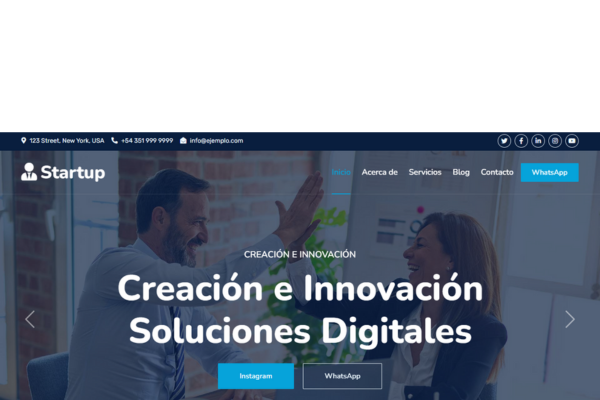 123 Street, New York, USA +54 351 999 9999 info@ejemplo.com
Startup
Inicio Acerca de Servicios Blog Contacto WhatsApp
CREACIÓN E INNOVACIÓN
Creación e Innovación
Soluciones Digitales
Instagram WhatsApp